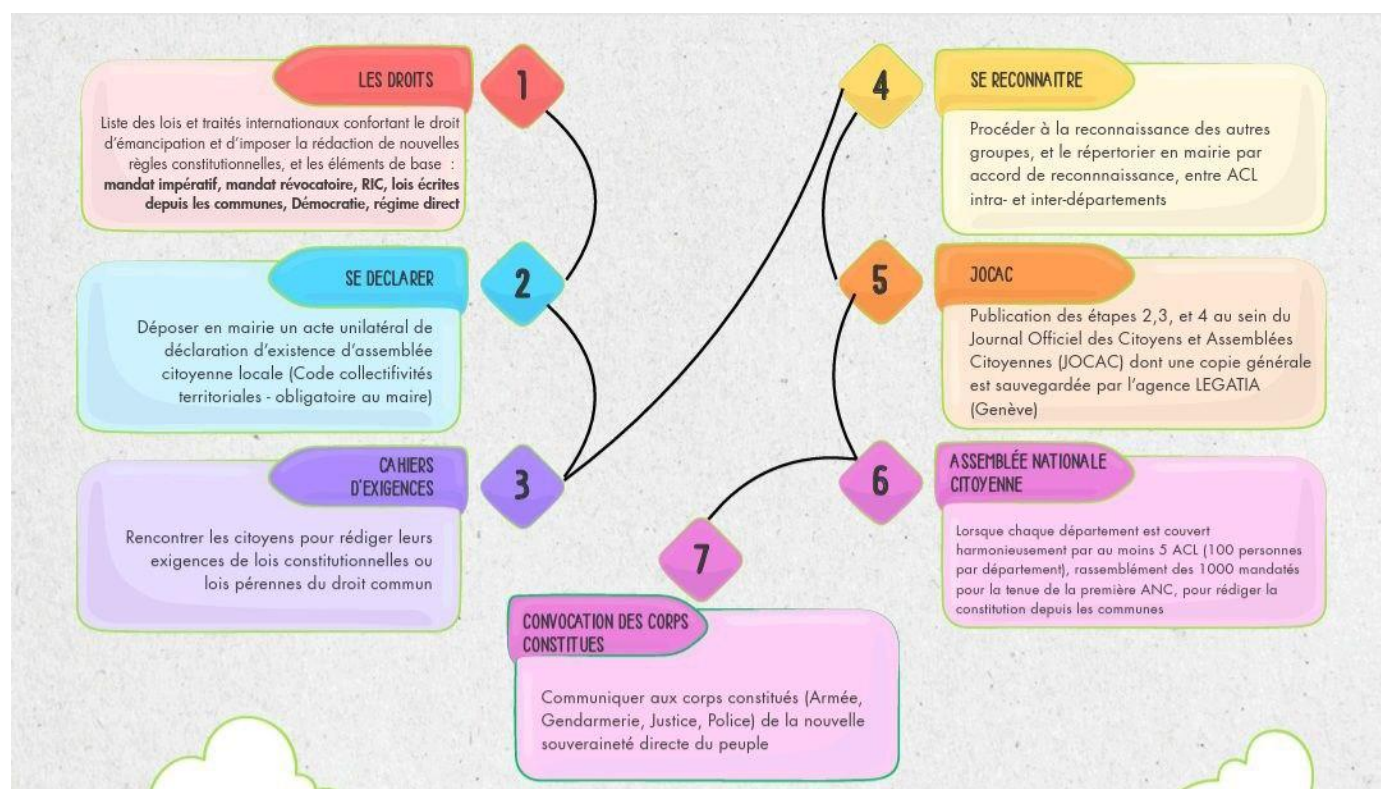 LES DROITS
1
Liste des lois et traités internationaux confortant le droit
d'émancipation et d'imposer la rédaction de nouvelles
règles constitutionnelles, et les éléments de base :
mandat impératif, mandat révocatoire, RIC, lois écrites
depuis les communes, Démocratie, régime direct
SE DECLARER
2
Déposer en mairie un acte unilatéral de
déclaration d'existence d'assemblée
citoyenne locale (Code collectifivités
territoriales - obligatoire au maire)
CAHIERS
D'EXIGENCES
3
Rencontrer les citoyens pour rédiger leurs
exigences de lois constitutionnelles ou
lois pérennes du droit commun
4
SE RECONNAITRE
Procéder à la reconnaissance des autres
groupes, et le répertorier en mairie par
accord de reconnnaissance, entre ACL
intra- et inter-départements
5
JOCAC
Publication des étapes 2,3, et 4 au sein du
Journal Officiel des Citoyens et Assemblées
Citoyennes (JOCAC) dont une copie générale
est sauvegardée par l'agence LEGATIA
(Genève)
6
ASSEMBLÉE NATIONALE
CITOYENNE
Lorsque chaque département est couvert
harmonieusement par au moins 5 ACL (100 personnes
par département), rassemblément des 1000 mandatés
pour la tenue de la première ANC, pour rédiger la
constitution depuis les communes
7
CONVOCATION DES CORPS
CONSTITUES
Communiquer aux corps constitués (Armée,
Gendarmerie, Justice, Police) de la nouvelle
souveraineté directe du peuple